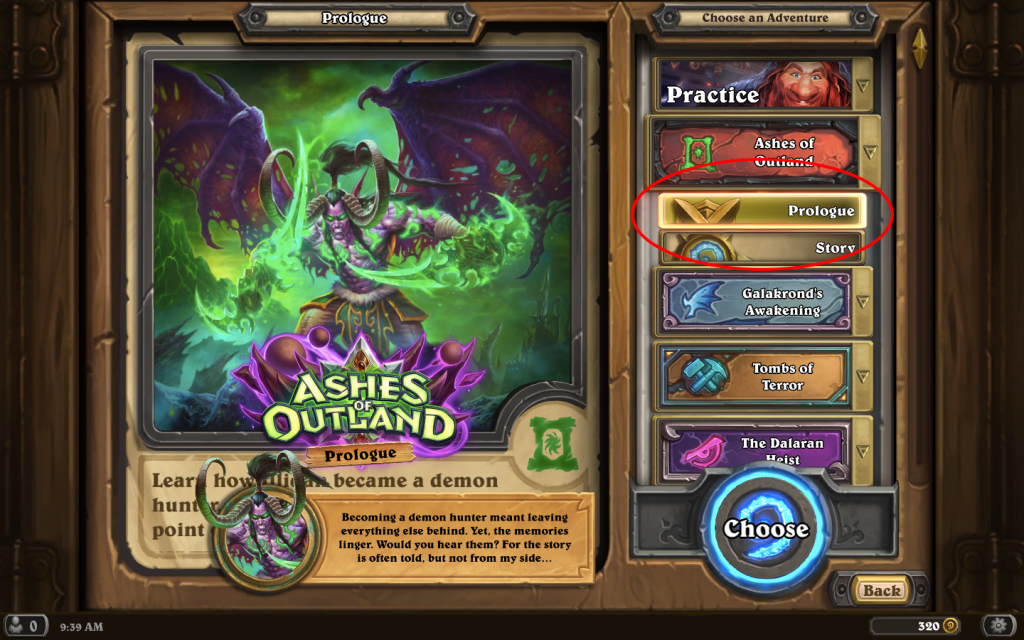 Prologue
Choose an Adventure
Practice
Ashes of
Outland
Prologue
Story
Galakrond's
Awakening
Tombs of
Terror
The Dalaran
Heist
ASHES
OF
OUTLAND
Prologue
Learn how became a demon
point
Becoming a demon hunter meant leaving
everything else behind. Yet, the memories
linger. Would you hear them? For the story
is often told, but not from my side...
Choose
Back
0
9:39 AM
320